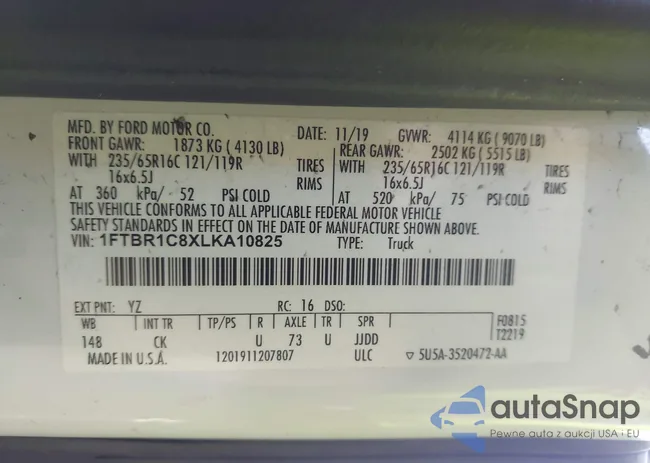 MFD. BY FORD MOTOR CO.
DATE: 11/19 GVWR: 4114 KG ( 9070 LB)
FRONT GAWR: 1873 KG ( 4130 LB) REAR GAWR: 2502 KG ( 5515 LB)
WITH 235/65R16C 121/119R TIRES WITH 235/65R16C 121/119R TIRES
16x6.5J RIMS 16x6.5J RIMS
AT 360 kPa/ 52 PSI COLD AT 520 kPa/ 75 PSI COLD
THIS VEHICLE CONFORMS TO ALL APPLICABLE FEDERAL MOTOR VEHICLE
SAFETY STANDARDS IN EFFECT ON THE DATE OF MANUFACTURE SHOWN ABOVE.
VIN: 1FTBR1C8XLKA10825 TYPE: Truck
EXT PNT: YZ RC: 16 DSO: F0815
WB INT TR TP/PS R AXLE TR SPR T2219
148 CK U 73 U JJDD
MADE IN U.S.A. 1201911207807 ULC ▽ 5U5A-3520472-AA
autaSnap
Pewne auta z aukcji USA i EU